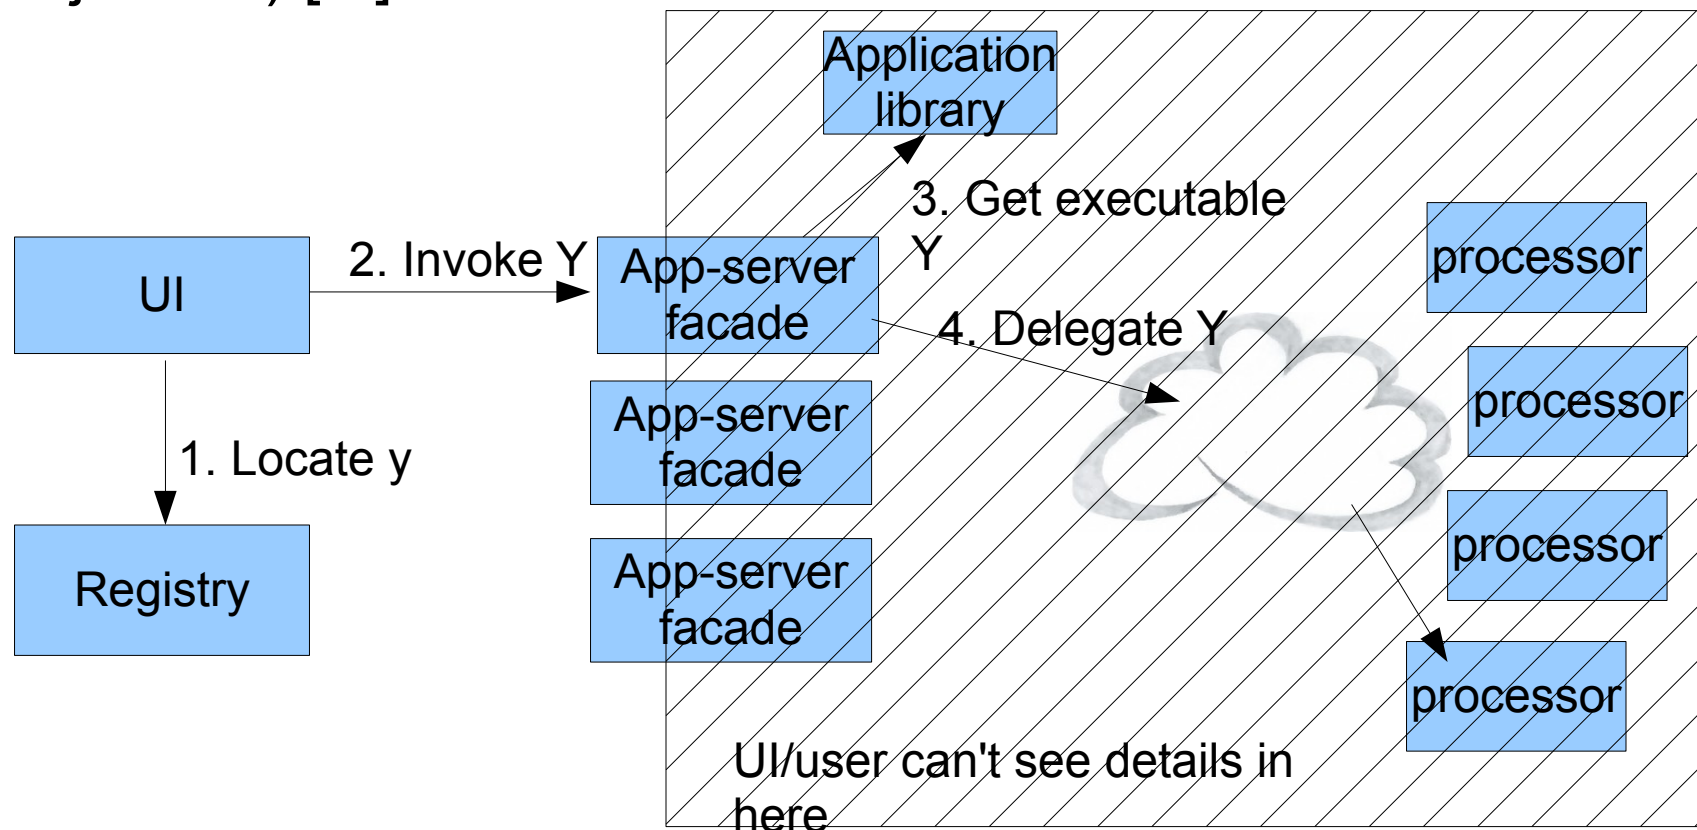 Application
library
3. Get executable
Y
UI
2. Invoke Y
App-server
facade
processor
4. Delegate Y
App-server
facade
processor
1. Locate y
Registry
App-server
facade
processor
processor
UI/user can't see details in
here